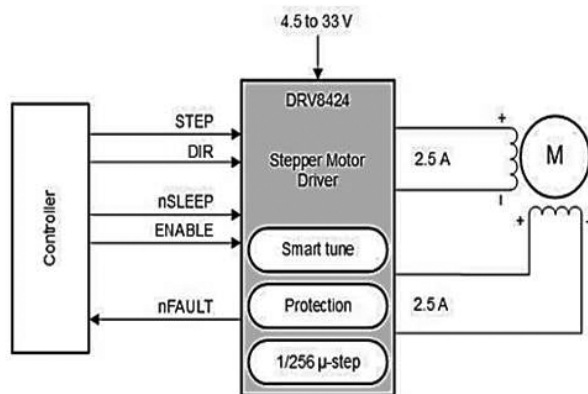 4.5 to 33 V
DRV8424
Stepper Motor
Driver
Controller
STEP
DIR
nSLEEP
ENABLE
nFAULT
Smart tune
Protection
1/256 µ-step
+
2.5 A
-
M
+
-
2.5 A